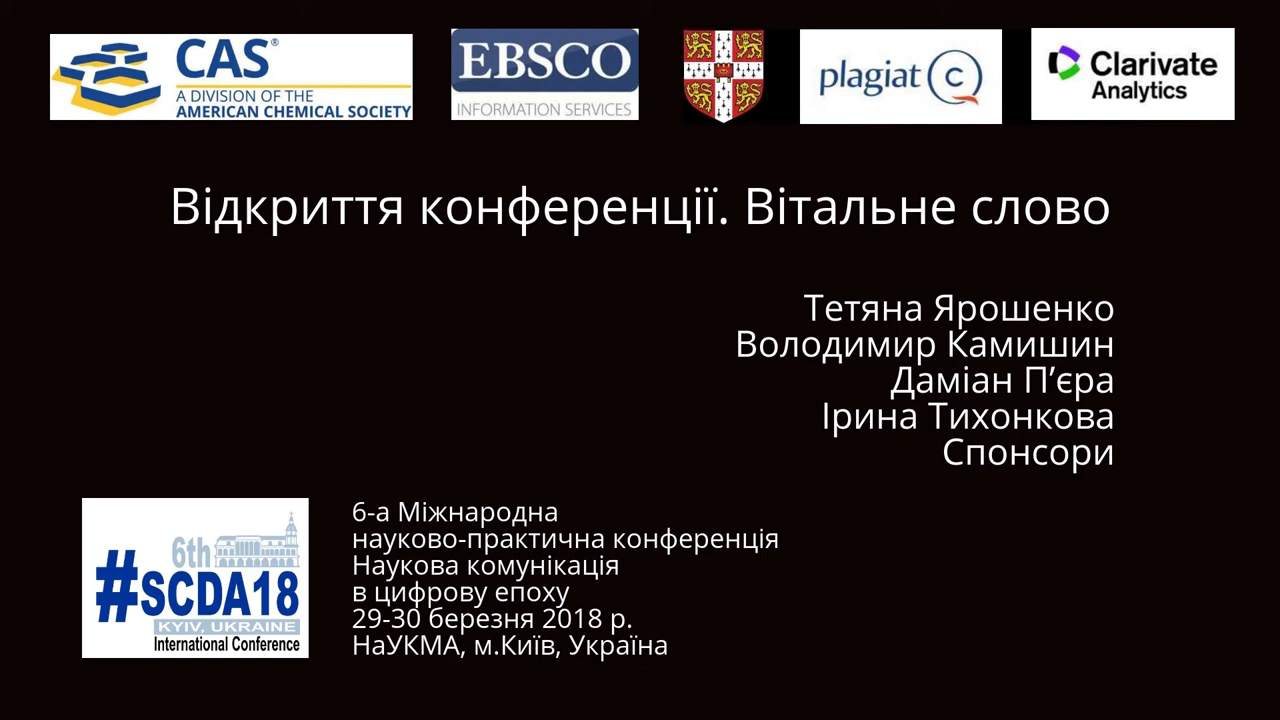 CAS®
A DIVISION OF THE
AMERICAN CHEMICAL SOCIETY
EBSCO
INFORMATION SERVICES
plagiat c
Clarivate
Analytics
Відкриття конференції. Вітальне слово
Тетяна Ярошенко
Володимир Камишин
Даміан П’єра
Ірина Тихонкова
Спонсори
6th
#SCDA18
KYIV, UKRAINE
International Conference
6-а Міжнародна
науково-практична конференція
Наукова комунікація
в цифрову епоху
29-30 березня 2018 р.
НаУКМА, м.Київ, Україна